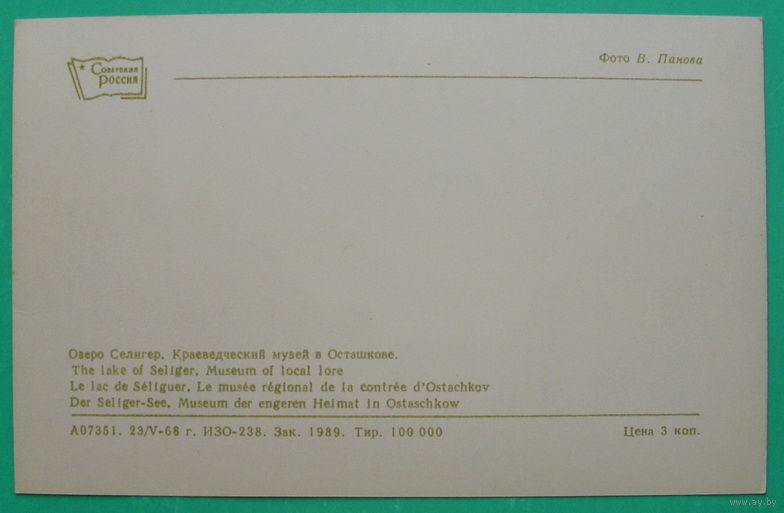 Советская
Россия
Фото В. Панова
Озеро Селигер. Краеведческий музей в Осташкове.
The lake of Seliger. Museum of local lore
Le lac de Séliguer. Le musée régional de la contrée d'Ostachkov
Der Seliger-See. Museum der engeren Heimat in Ostaschkow
А07351. 23/V-68 г. ИЗО-238. Зак. 1989. Тир. 100 000
Цена 3 коп.
www.ay.by